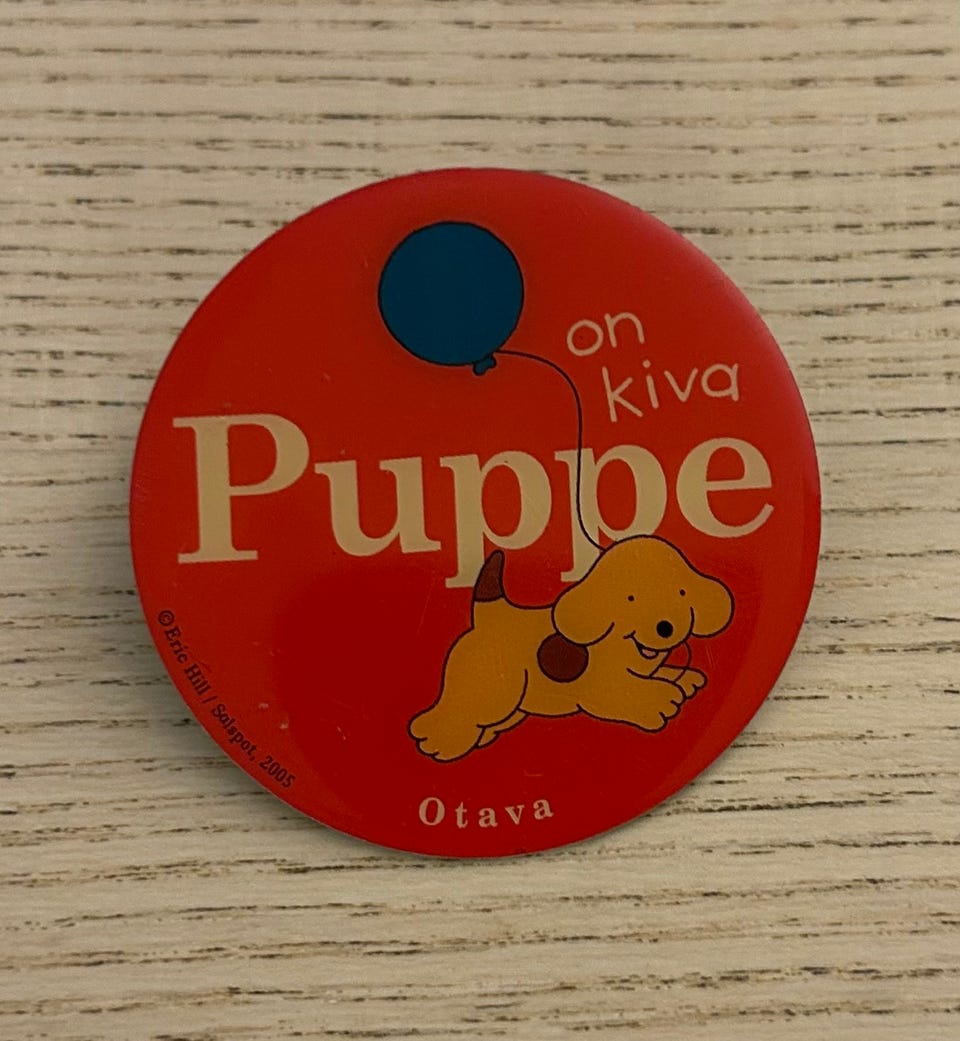 on
kiva
Puppe
©Eric Hill / Salspot, 2005
Otava